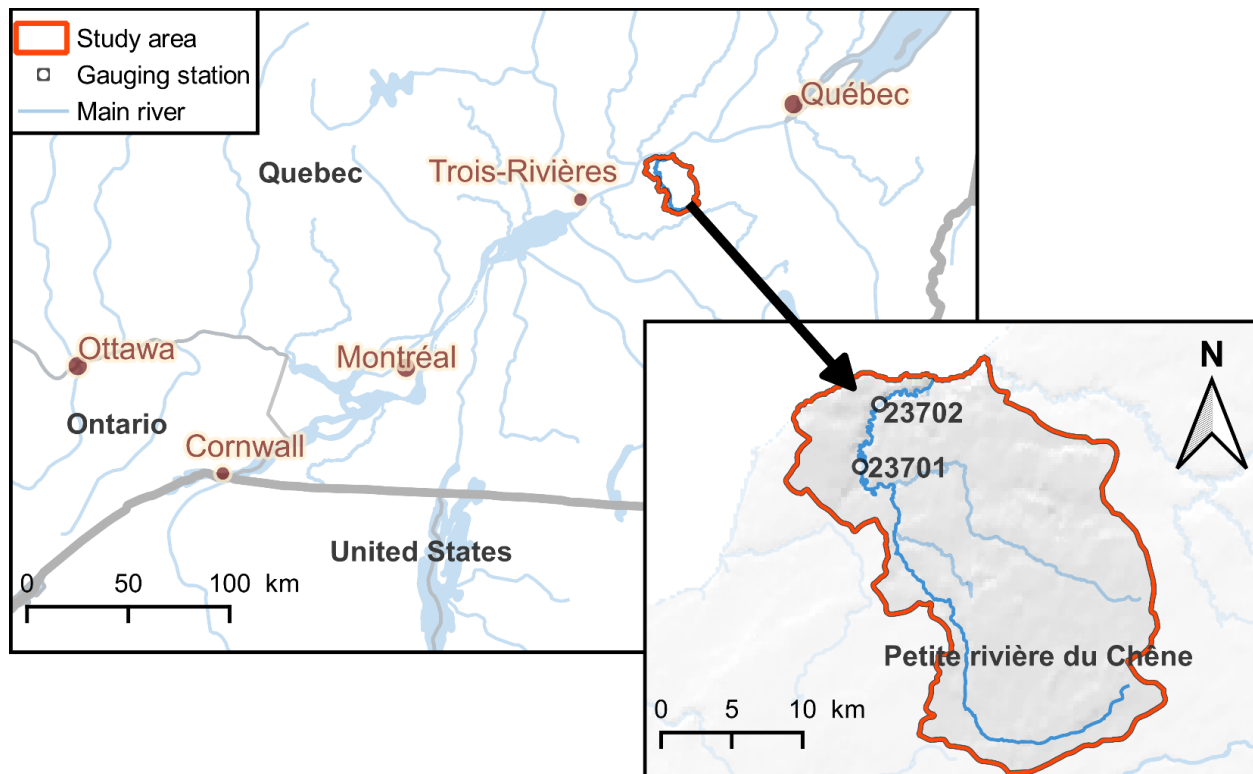 Study area
Gauging station
Main river
Québec
Quebec
Trois-Rivières
Ottawa
Montréal
Ontario
Cornwall
United States
0 50 100 km
N
23702
23701
Petite rivière du Chêne
0 5 10 km